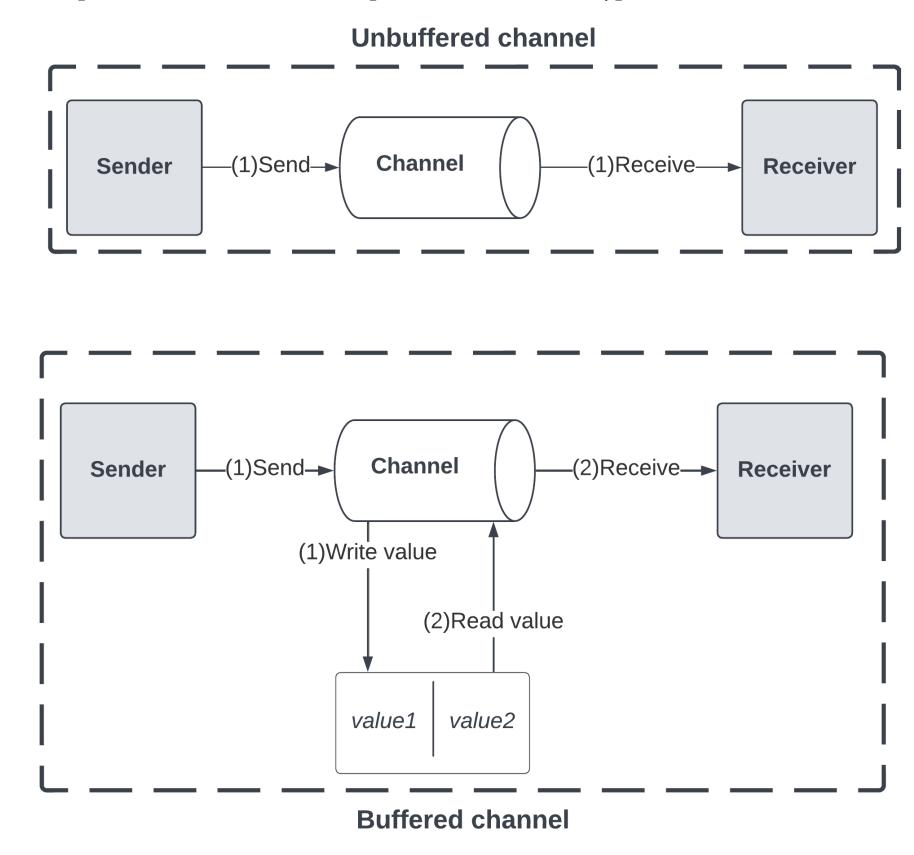 Unbuffered channel
Sender
(1)Send
Channel
(1)Receive
Receiver
Sender
(1)Send
Channel
(2)Receive
Receiver
(1)Write value
(2)Read value
value1
value2
Buffered channel